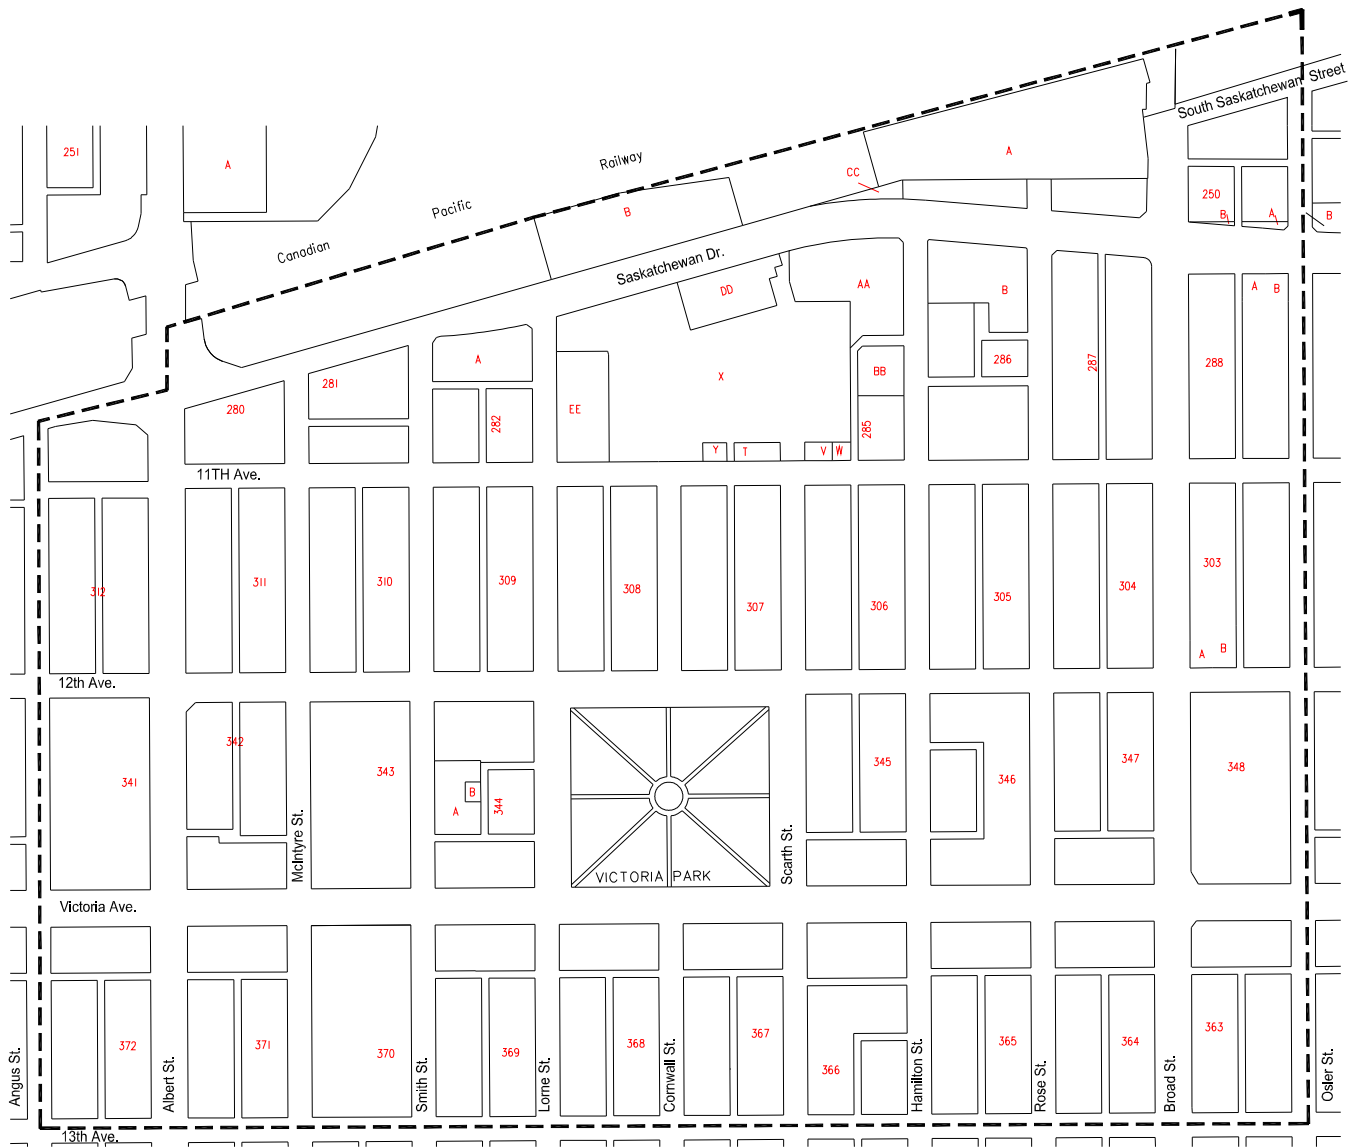 South Saskatchewan Street
251
A
Railway
A
CC
Pacific
B
250
B
A
B
Canadian
Saskatchewan Dr.
DD
AA
B
A
B
A
281
X
BB
286
287
288
280
EE
282
285
Y
T
V
W
11TH Ave.
312
311
310
309
308
307
306
305
304
303
A
B
12th Ave.
341
342
343
A
B
344
345
346
347
348
McIntyre St.
Scarth St.
VICTORIA PARK
Victoria Ave.
372
371
370
369
368
367
366
365
364
363
Angus St.
Albert St.
Smith St.
Lorne St.
Cornwall St.
Hamilton St.
Rose St.
Broad St.
Osler St.
13th Ave.